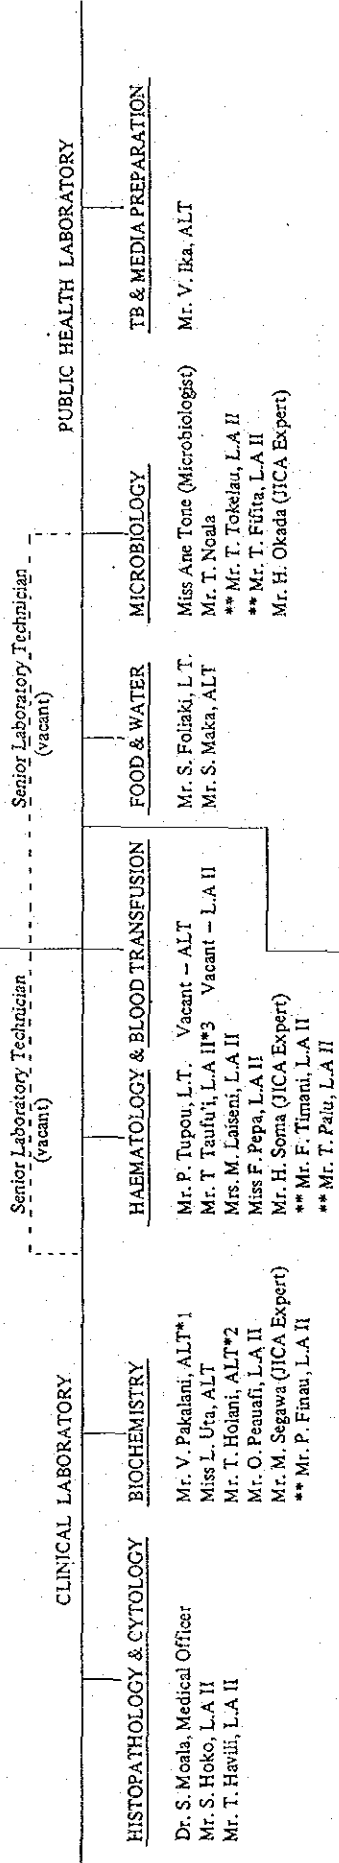 CLINICAL LABORATORY
Senior Laboratory Technician
(vacant)
Senior Laboratory Technician
(vacant)
PUBLIC HEALTH LABORATORY
HISTOPATHOLOGY & CYTOLOGY
Dr. S. Moala, Medical Officer
Mr. S. Hoko, L.A II
Mr. T. Havili, L.A II
BIOCHEMISTRY
Mr. V. Pakalani, ALT*1
Miss L. Uta, ALT
Mr. T. Holani, ALT*2
Mr. O. Peauafi, L.A II
Mr. M. Segawa (JICA Expert)
** Mr. P. Finau, L.A II
HAEMATOLOGY & BLOOD TRANSFUSION
Mr. P. Tupou, L.T. Vacant – ALT
Mr. T Taufu'i, L.A II*3 Vacant – L.A II
Mrs. M. Laiseni, L.A II
Miss F. Pepa, L.A II
Mr. H. Soma (JICA Expert)
** Mr. F. Timani, L.A II
** Mr. T. Palu, L.A II
FOOD & WATER
Mr. S. Foliaki, L.T.
Mr. S. Maka, ALT
MICROBIOLOGY
Miss Ane Tone (Microbiologist)
Mr. T. Noala
** Mr. T. Tokelau, L.A II
** Mr. T. Fifita, L.A II
Mr. H. Okada (JICA Expert)
TB & MEDIA PREPARATION
Mr. V. Ika, ALT